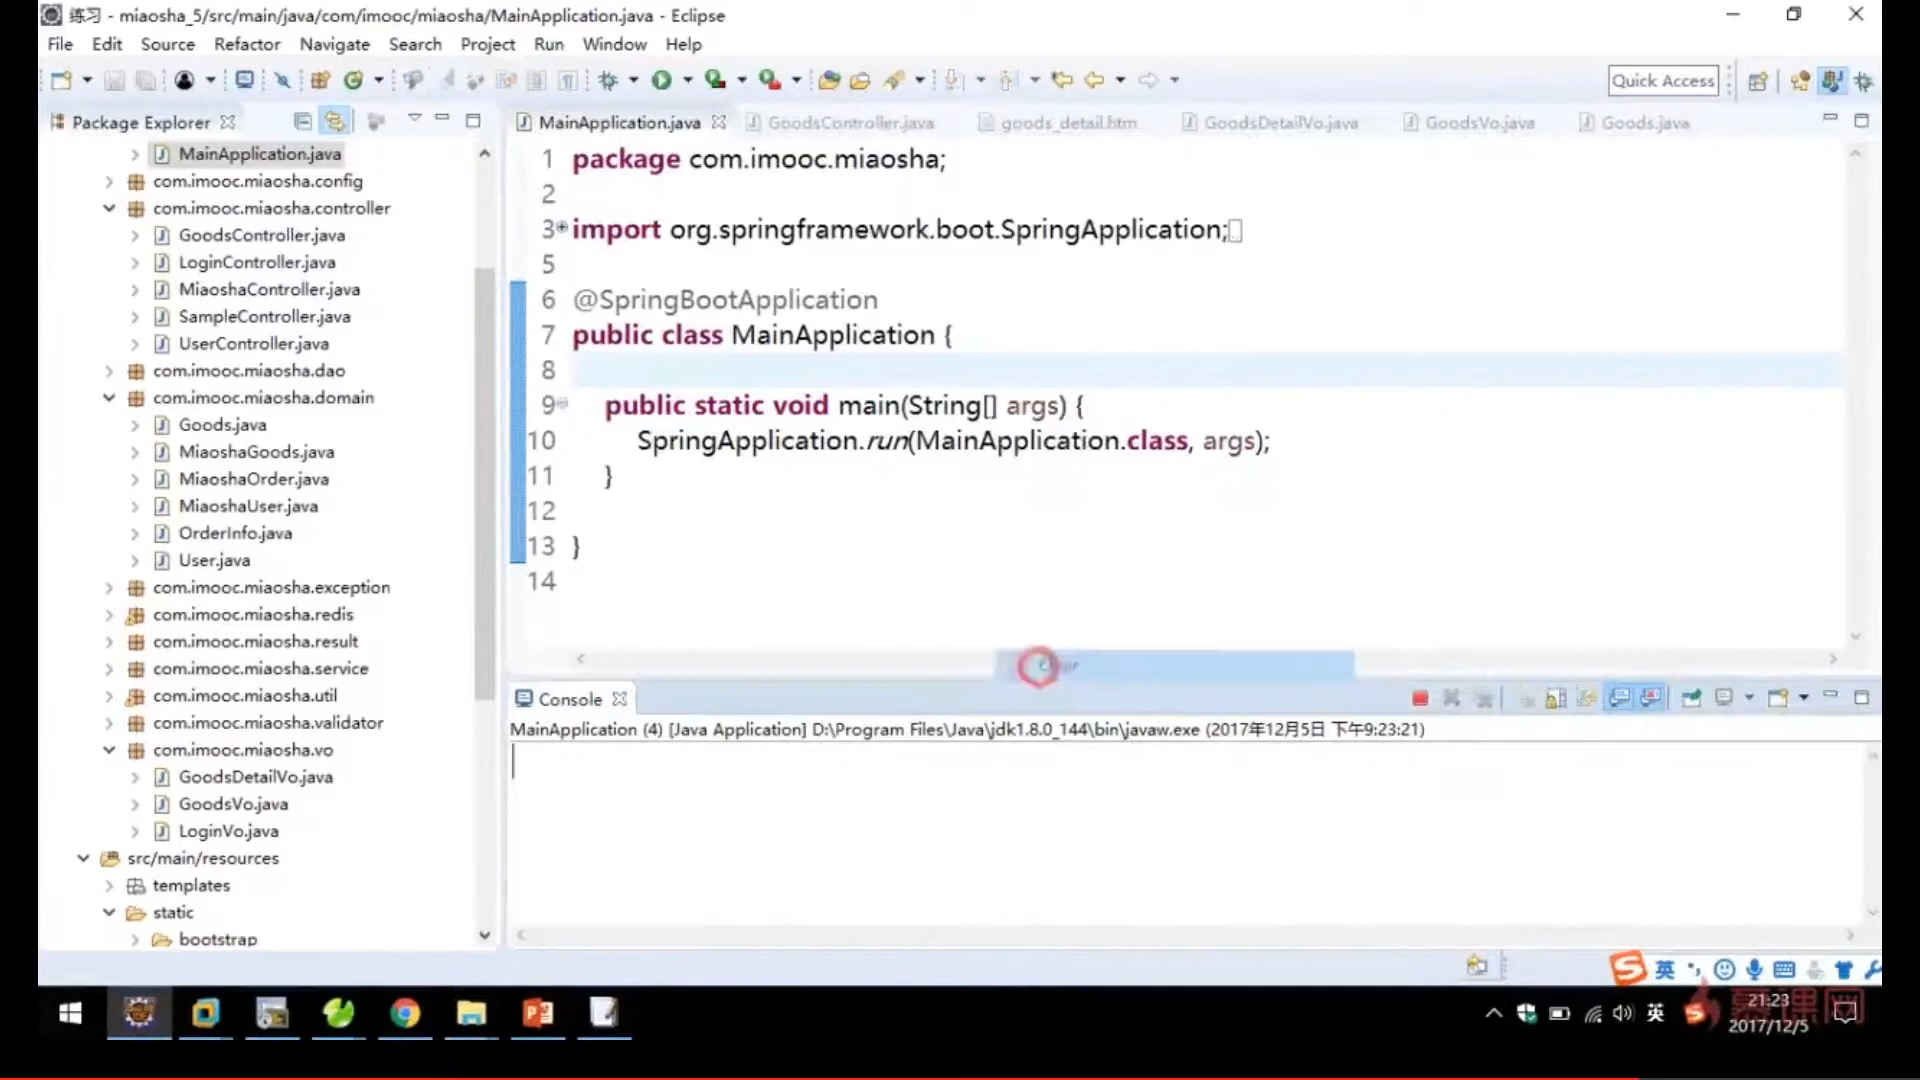 练习 - miaosha_5/src/main/java/com/imooc/miaosha/MainApplication.java - Eclipse
File Edit Source Refactor Navigate Search Project Run Window Help
Quick Access
Package Explorer
MainApplication.java
com.imooc.miaosha.config
com.imooc.miaosha.controller
GoodsController.java
LoginController.java
MiaoshaController.java
SampleController.java
UserController.java
com.imooc.miaosha.dao
com.imooc.miaosha.domain
Goods.java
MiaoshaGoods.java
MiaoshaOrder.java
MiaoshaUser.java
OrderInfo.java
User.java
com.imooc.miaosha.exception
com.imooc.miaosha.redis
com.imooc.miaosha.result
com.imooc.miaosha.service
com.imooc.miaosha.util
com.imooc.miaosha.validator
com.imooc.miaosha.vo
GoodsDetailVo.java
GoodsVo.java
LoginVo.java
src/main/resources
templates
static
bootstrap
MainApplication.java GoodsController.java goods_detail.htm GoodsDetailVo.java GoodsVo.java Goods.java
1 package com.imooc.miaosha;
2
3 import org.springframework.boot.SpringApplication;
5
6 @SpringBootApplication
7 public class MainApplication {
8
9 public static void main(String[] args) {
10 SpringApplication.run(MainApplication.class, args);
11 }
12
13 }
14
Console
MainApplication (4) [Java Application] D:\Program Files\Java\jdk1.8.0_144\bin\javaw.exe (2017年12月5日 下午9:23:21)
英
英
21:23
2017/12/5
慕课网